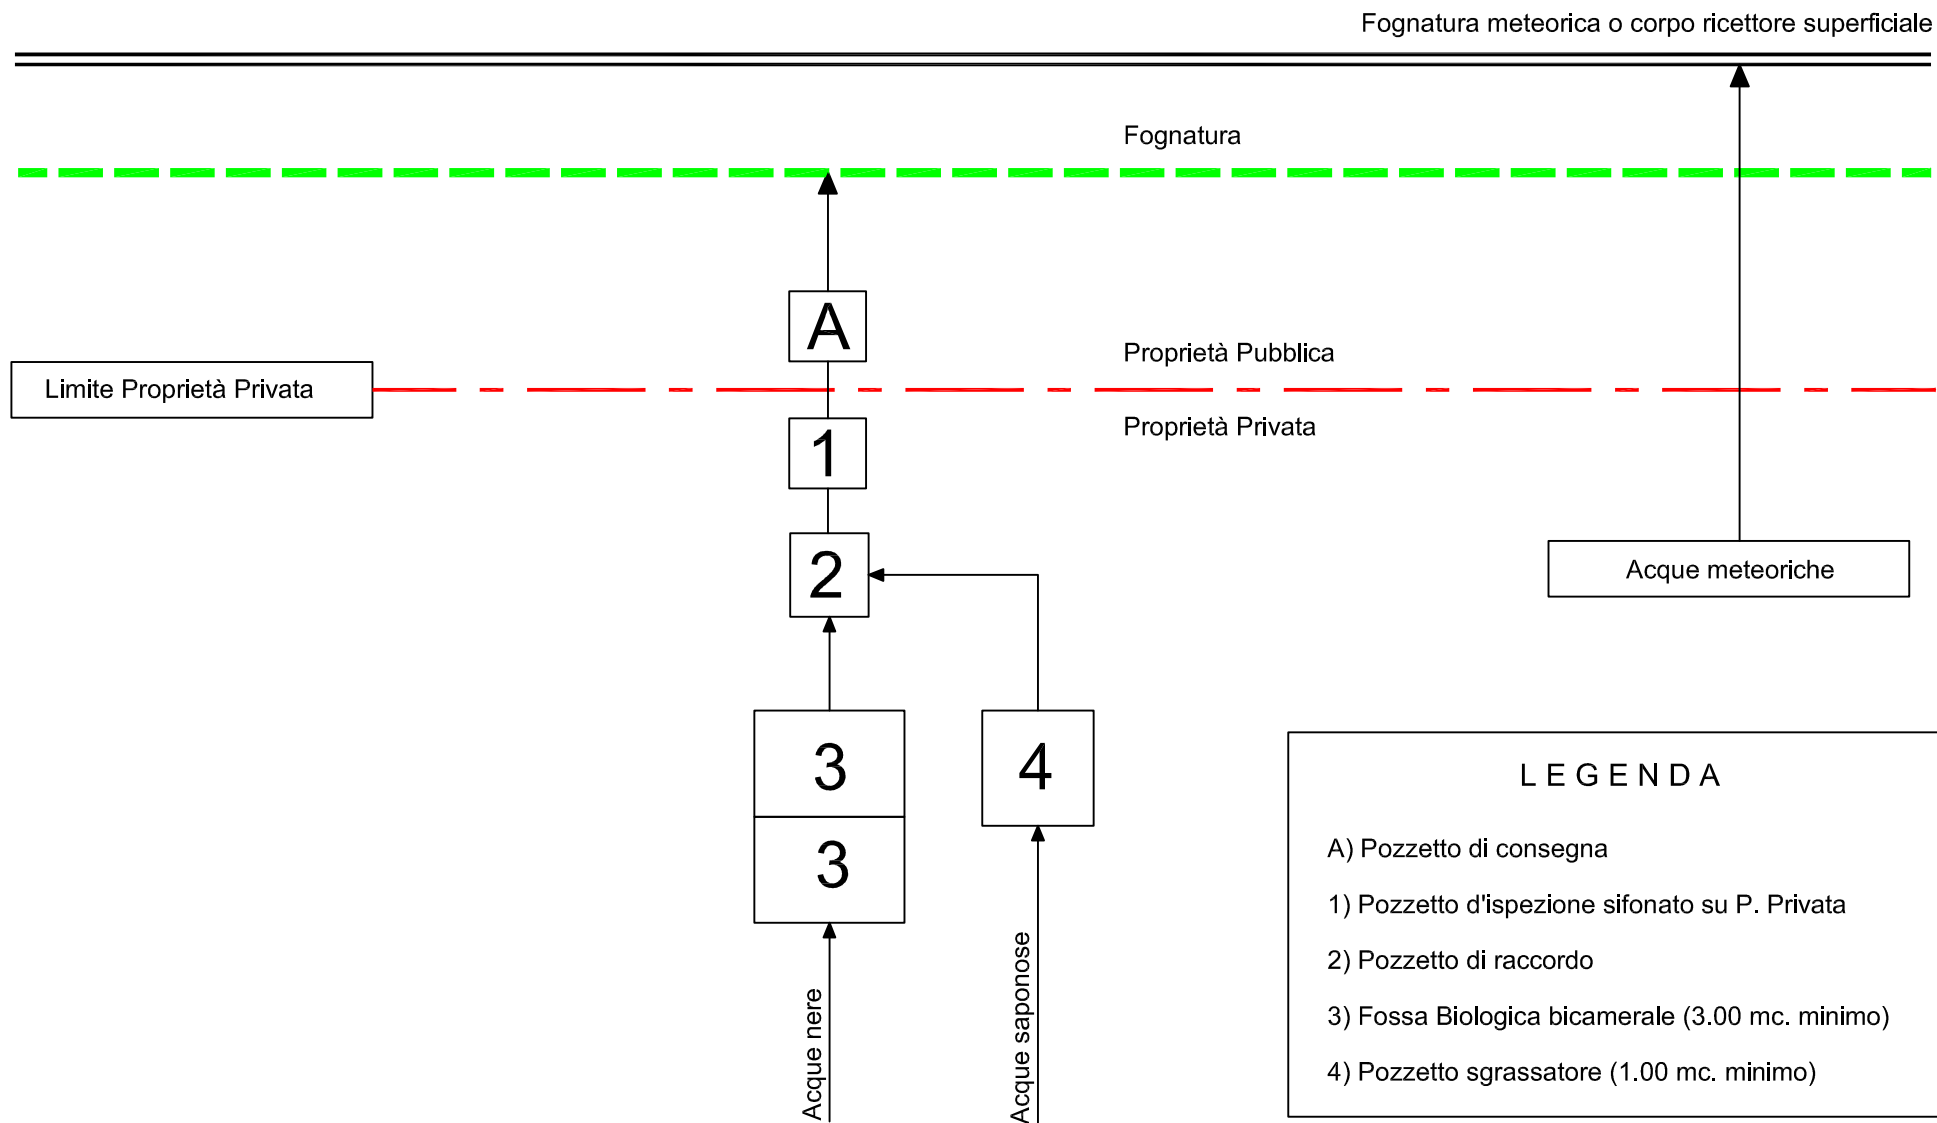 Fognatura meteorica o corpo ricettore superficiale
Fognatura
A
Proprietà Pubblica
Limite Proprietà Privata
Proprietà Privata
1
2
Acque meteoriche
3
4
3
Acque nere
Acque saponose
LEGENDA
A) Pozzetto di consegna
1) Pozzetto d'ispezione sifonato su P. Privata
2) Pozzetto di raccordo
3) Fossa Biologica bicamerale (3.00 mc. minimo)
4) Pozzetto sgrassatore (1.00 mc. minimo)